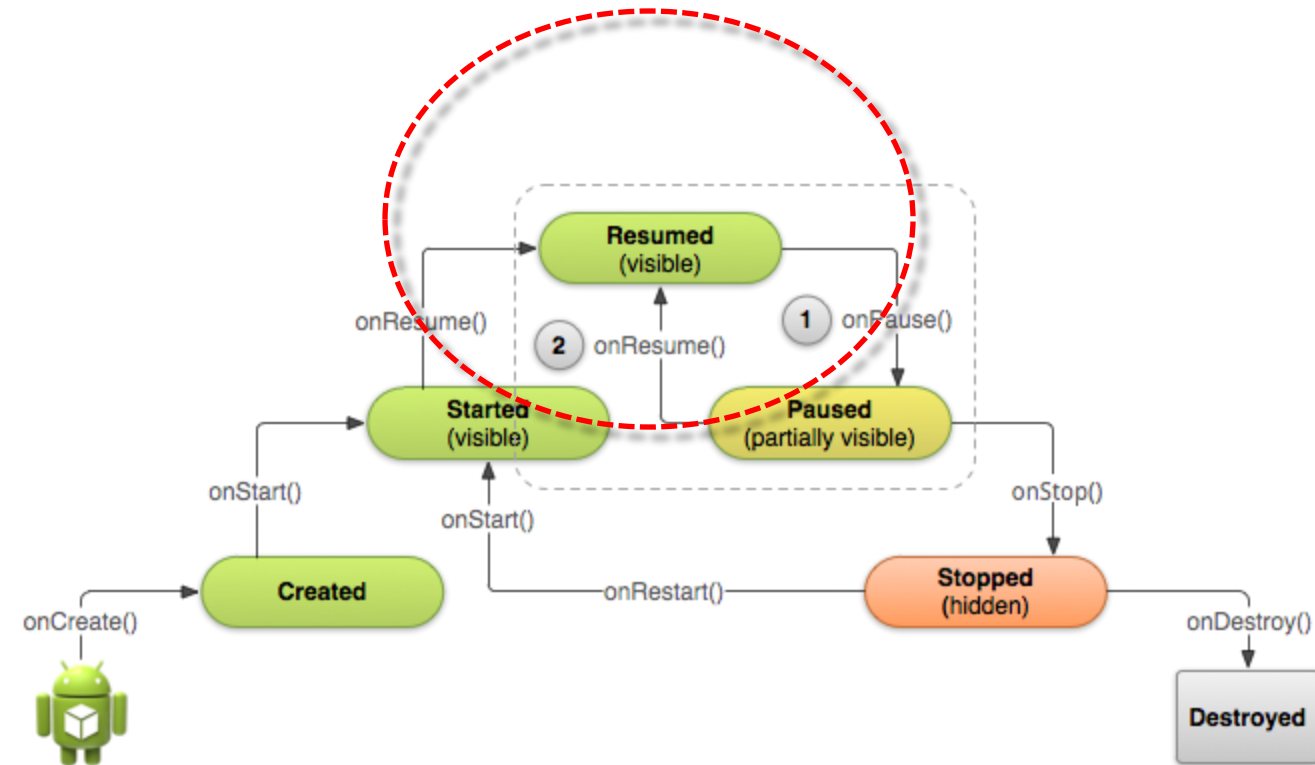 Resumed
(visible)
onResume()
1
onPause()
2
onResume()
Started
(visible)
Paused
(partially visible)
onStart()
onStop()
onStart()
Created
onRestart()
Stopped
(hidden)
onCreate()
onDestroy()
Destroyed